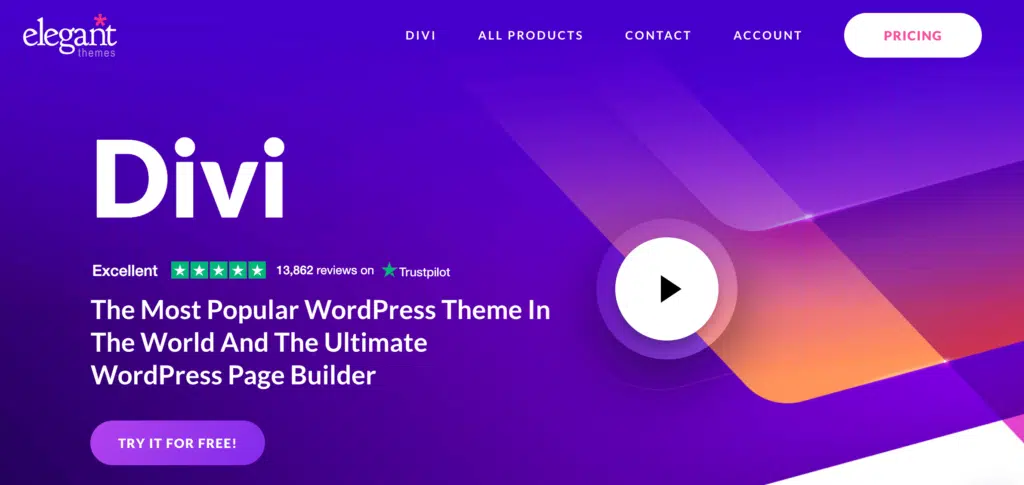 elegant
themes
DIVI
ALL PRODUCTS
CONTACT
ACCOUNT
PRICING
Divi
Excellent 13,862 reviews on Trustpilot
The Most Popular WordPress Theme In
The World And The Ultimate
WordPress Page Builder
TRY IT FOR FREE!